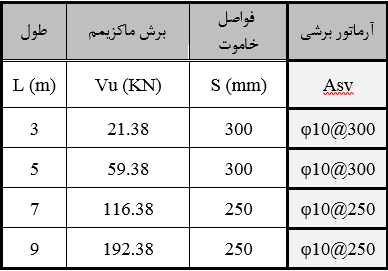 طول برش ماکزیمم فواصل خاموت آرماتور برشی
L (m) Vu (KN) S (mm) Asv
3 21.38 300 φ10@300
5 59.38 300 φ10@300
7 116.38 250 φ10@250
9 192.38 250 φ10@250